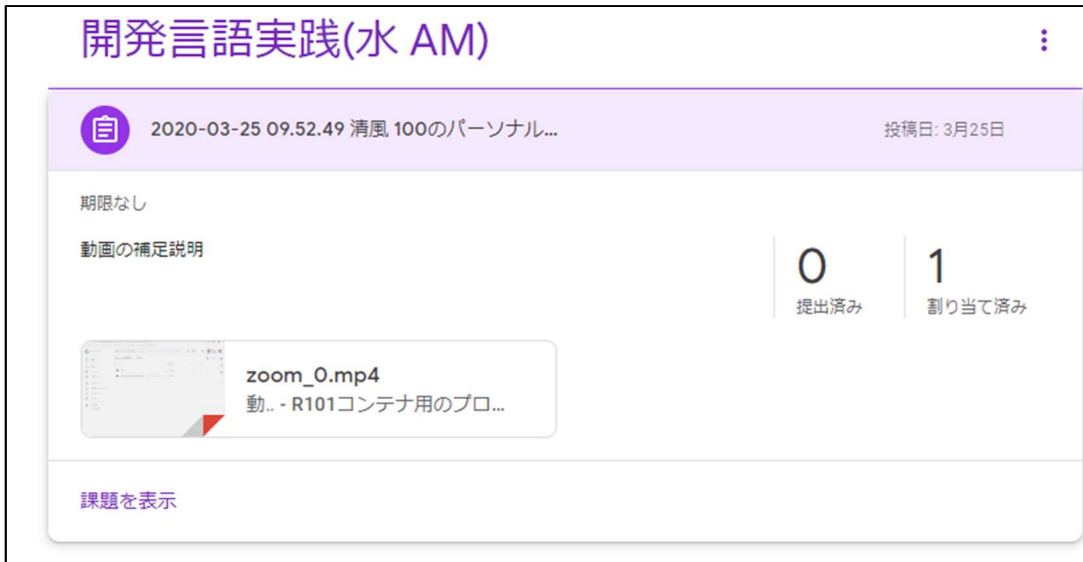 開発言語実践(水 AM)
2020-03-25 09.52.49 清風 100のパーソナル...
投稿日: 3月25日
期限なし
動画の補足説明
0
提出済み
1
割り当て済み
zoom_0.mp4
動.. - R101コンテナ用のプロ...
課題を表示